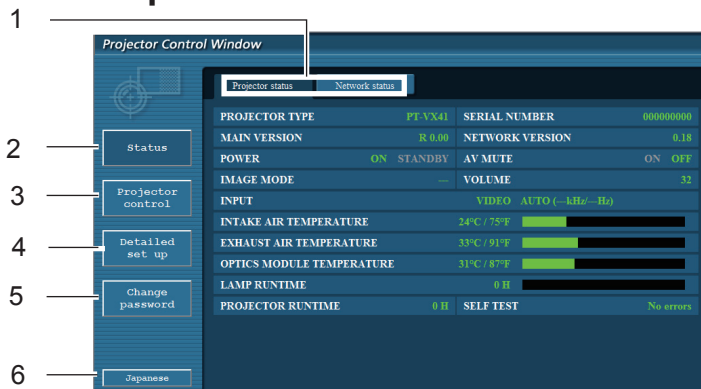 1
Projector Control Window
Projector status Network status
PROJECTOR TYPE PT-VX41 SERIAL NUMBER 000000000
2 Status MAIN VERSION R 0.00 NETWORK VERSION 0.18
POWER ON STANDBY AV MUTE ON OFF
IMAGE MODE --- VOLUME 32
3 Projector control INPUT VIDEO AUTO (---kHz/---Hz)
INTAKE AIR TEMPERATURE 24°C / 75°F
4 Detailed set up EXHAUST AIR TEMPERATURE 33°C / 91°F
OPTICS MODULE TEMPERATURE 31°C / 87°F
5 Change password LAMP RUNTIME 0 H
PROJECTOR RUNTIME 0 H SELF TEST No errors
6 Japanese